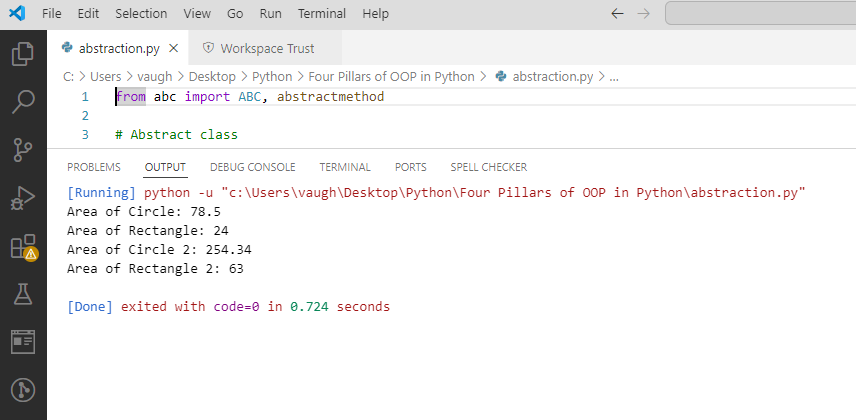 File Edit Selection View Go Run Terminal Help
abstraction.py Workspace Trust
C: > Users > vaugh > Desktop > Python > Four Pillars of OOP in Python > abstraction.py > ...
1 from abc import ABC, abstractmethod
2
3 # Abstract class
PROBLEMS OUTPUT DEBUG CONSOLE TERMINAL PORTS SPELL CHECKER
[Running] python -u "c:\Users\vaugh\Desktop\Python\Four Pillars of OOP in Python\abstraction.py"
Area of Circle: 78.5
Area of Rectangle: 24
Area of Circle 2: 254.34
Area of Rectangle 2: 63
[Done] exited with code=0 in 0.724 seconds